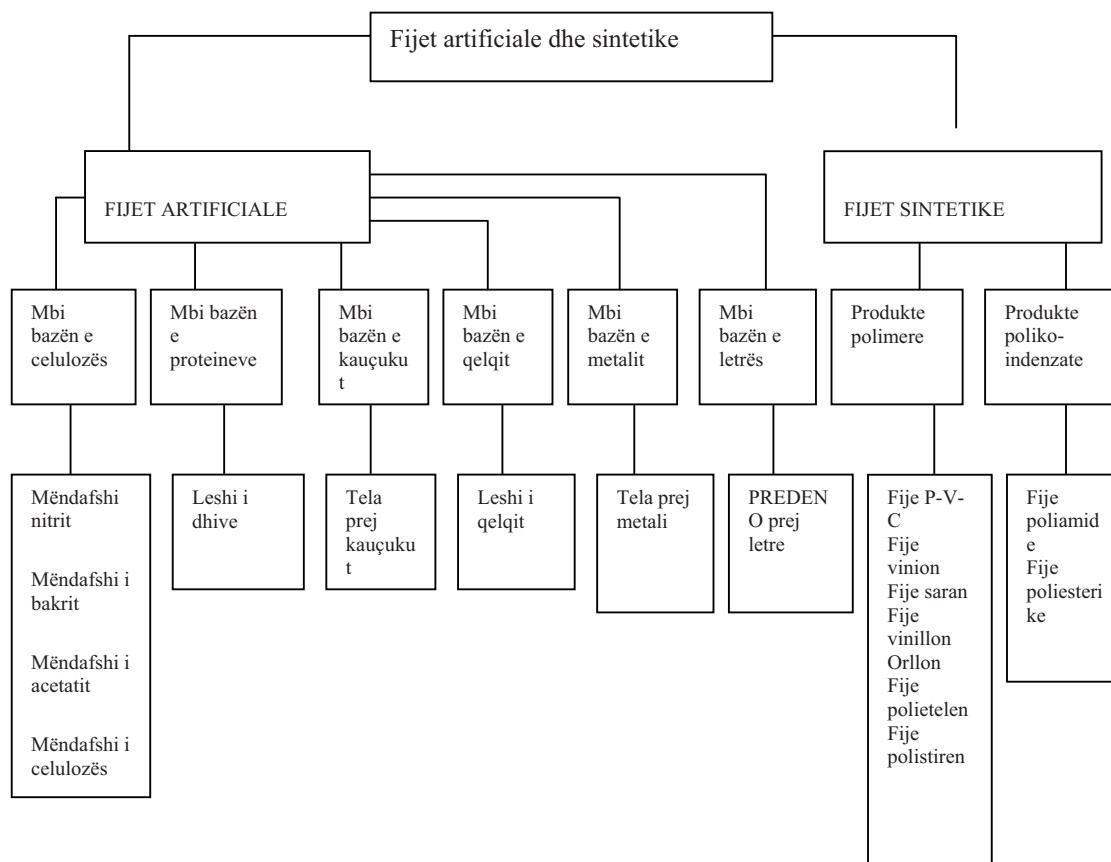 Fijet artificiale dhe sintetike
FIJET ARTIFICIALE
FIJET SINTETIKE
Mbi
bazën e
celulozës
Mbi bazën
e
proteineve
Mbi
bazën e
kauçuku
t
Mbi
bazën e
qelqit
Mbi
bazën e
metalit
Mbi
bazën e
letrës
Produkte
polimere
Produkte
poliko-
indenzate
Mëndafshi
nitrit
Mëndafshi i
bakrit
Mëndafshi i
acetatit
Mëndafshi i
celulozës
Leshi i
dhive
Tela
prej
kauçuku
t
Leshi i
qelqit
Tela prej
metali
PREDEN
O prej
letre
Fije P-V-
C
Fije
vinion
Fije saran
Fije
vinillon
Orllon
Fije
polietelen
Fije
polistiren
Fije
poliamid
e
Fije
poliesteri
ke